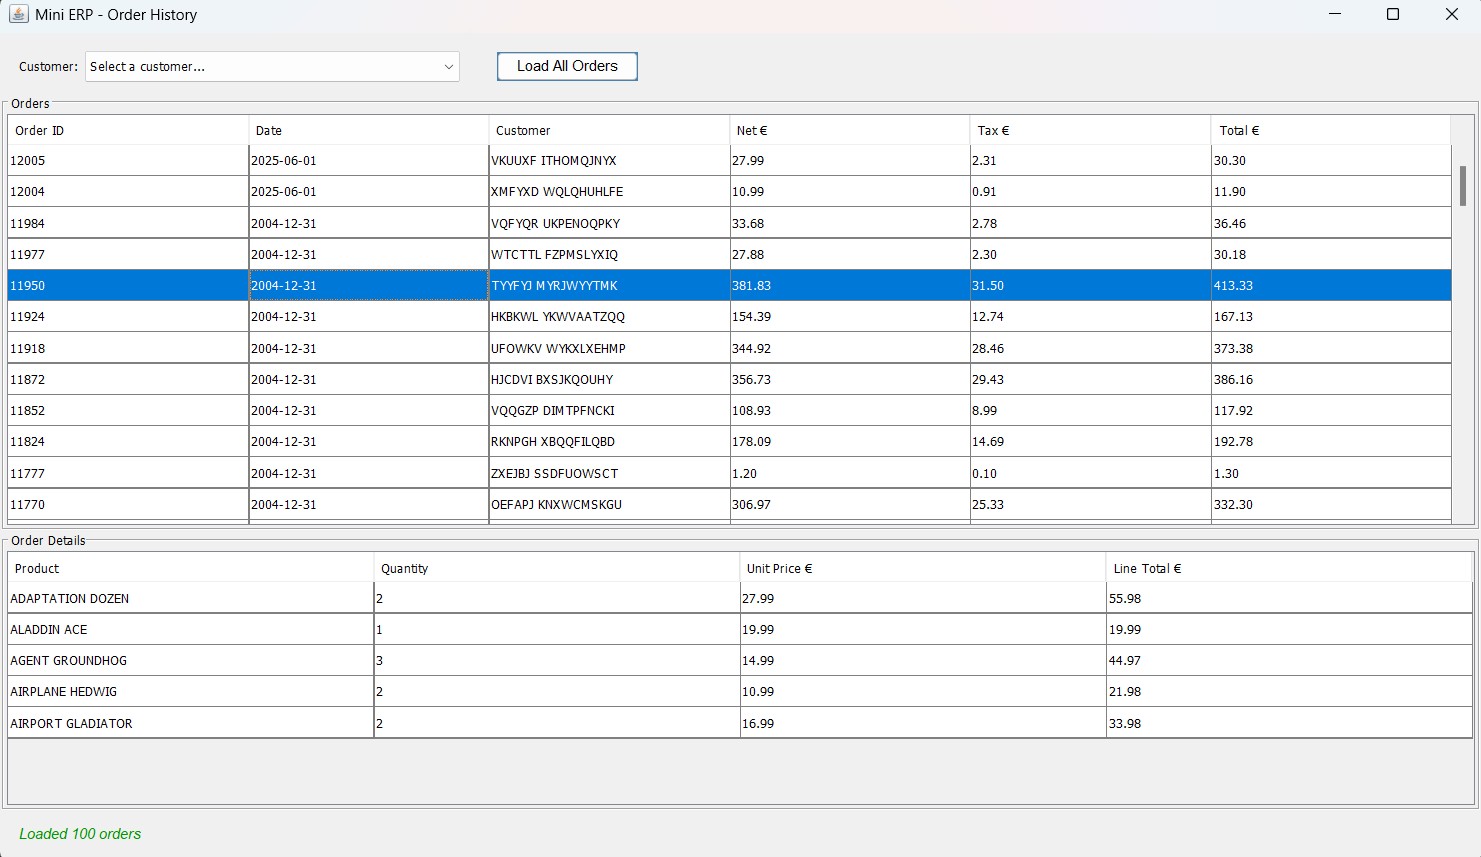 Mini ERP - Order History
Customer: Select a customer... Load All Orders
Orders
Order ID Date Customer Net € Tax € Total €
12005 2025-06-01 VKUUXF ITHOMQJNYX 27.99 2.31 30.30
12004 2025-06-01 XMFYXD WQLQHUHLFE 10.99 0.91 11.90
11984 2004-12-31 VQFYQR UKPENOQPKY 33.68 2.78 36.46
11977 2004-12-31 WTCTTL FZPMSLYXIQ 27.88 2.30 30.18
11950 2004-12-31 TYYFYJ MYRJWYYTMK 381.83 31.50 413.33
11924 2004-12-31 HKBKWL YKWVAATZQQ 154.39 12.74 167.13
11918 2004-12-31 UFOWKV WYKXLXEHMP 344.92 28.46 373.38
11872 2004-12-31 HJCDVI BXSJKQOUHY 356.73 29.43 386.16
11852 2004-12-31 VQQGZP DIMTPFNCKI 108.93 8.99 117.92
11824 2004-12-31 RKNPGH XBQQFILQBD 178.09 14.69 192.78
11777 2004-12-31 ZXEJBJ SSDFUOWSCT 1.20 0.10 1.30
11770 2004-12-31 OEFAPJ KNXWCMSKGU 306.97 25.33 332.30
Order Details
Product Quantity Unit Price € Line Total €
ADAPTATION DOZEN 2 27.99 55.98
ALADDIN ACE 1 19.99 19.99
AGENT GROUNDHOG 3 14.99 44.97
AIRPLANE HEDWIG 2 10.99 21.98
AIRPORT GLADIATOR 2 16.99 33.98
Loaded 100 orders